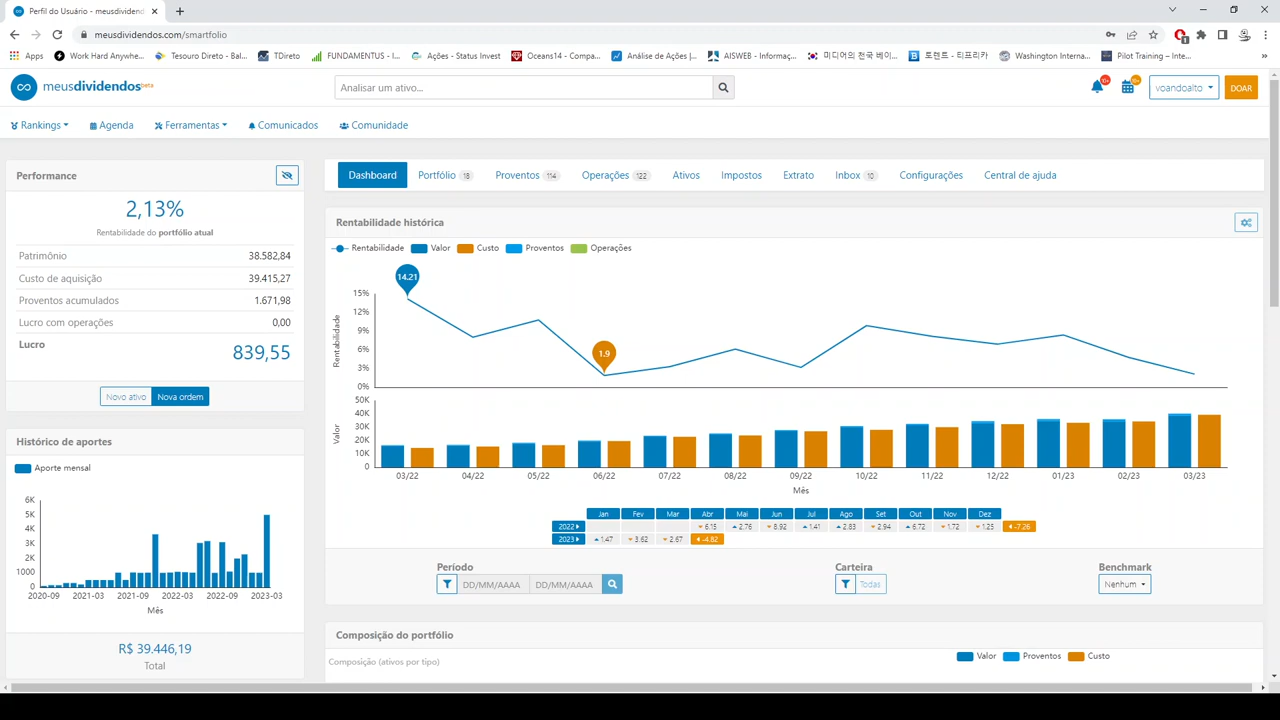 Perfil do Usuário - meusdividend
meusdividendos.com/smartfolio
Apps
Work Hard Anywhe...
Tesouro Direto - Bal...
TDireto
FUNDAMENTUS - I...
Ações - Status Invest
Oceans14 - Compa...
Análise de Ações |...
AISWEB - Informaç...
미디어의 천국 베이...
토렌트 - 티프리카
Washington Interna...
Pilot Training – Inte...
meusdividendos beta
Analisar um ativo...
voandoalto
DOAR
Rankings
Agenda
Ferramentas
Comunicados
Comunidade
Performance
2,13%
Rentabilidade do portfólio atual
Patrimônio 38.582,84
Custo de aquisição 39.415,27
Proventos acumulados 1.671,98
Lucro com operações 0,00
Lucro 839,55
Novo ativo Nova ordem
Histórico de aportes
Aporte mensal
6K
5K
4K
3K
2K
1000
0
2020-09 2021-03 2021-09 2022-03 2022-09 2023-03
Mês
R$ 39.446,19
Total
Dashboard Portfólio 18 Proventos 114 Operações 122 Ativos Impostos Extrato Inbox 10 Configurações Central de ajuda
Rentabilidade histórica
Rentabilidade Valor Custo Proventos Operações
14.21
1.9
Rentabilidade
15%
12%
9%
6%
3%
0%
Valor
50K
40K
30K
20K
10K
0
03/22 04/22 05/22 06/22 07/22 08/22 09/22 10/22 11/22 12/22 01/23 02/23 03/23
Mês
Jan Fev Mar Abr Mai Jun Jul Ago Set Out Nov Dez
2022 6.15 2.76 8.92 1.41 2.83 2.94 6.72 1.72 1.25 -7.26
2023 1.47 3.62 2.67 -4.82
Período Carteira Benchmark
DD/MM/AAAA DD/MM/AAAA Todas Nenhum
Composição do portfólio
Composição (ativos por tipo)
Valor Proventos Custo